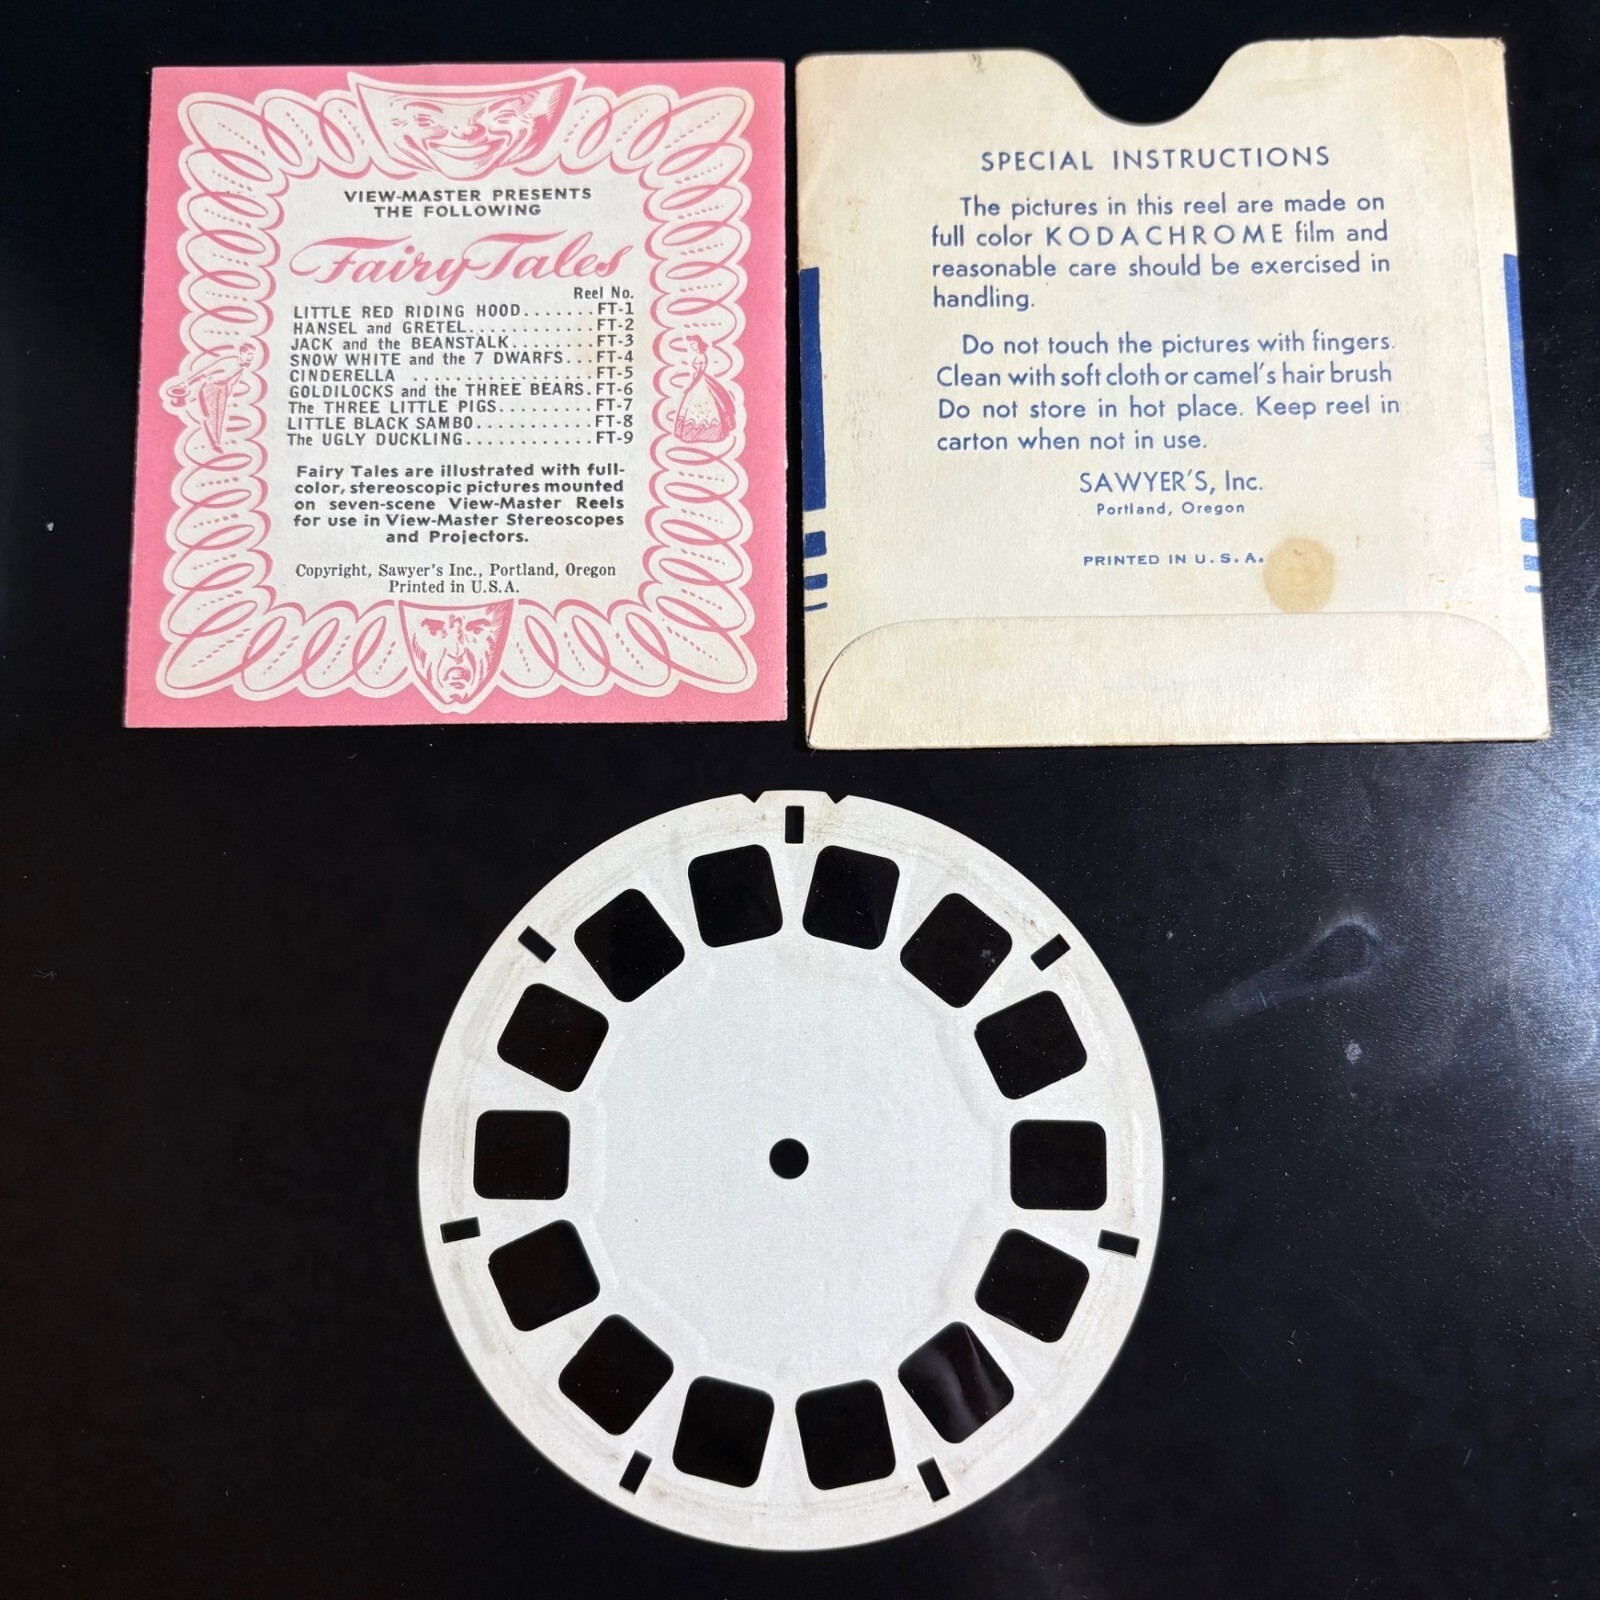 VIEW-MASTER PRESENTS
THE FOLLOWING
Fairy Tales
Reel No.
LITTLE RED RIDING HOOD.......FT-1
HANSEL and GRETEL............FT-2
JACK and the BEANSTALK........FT-3
SNOW WHITE and the 7 DWARFS...FT-4
CINDERELLA .................FT-5
GOLDILOCKS and the THREE BEARS.FT-6
The THREE LITTLE PIGS.........FT-7
LITTLE BLACK SAMBO...........FT-8
The UGLY DUCKLING............FT-9
Fairy Tales are illustrated with full-
color, stereoscopic pictures mounted
on seven-scene View-Master Reels
for use in View-Master Stereoscopes
and Projectors.
Copyright, Sawyer's Inc., Portland, Oregon
Printed in U.S.A.
SPECIAL INSTRUCTIONS
The pictures in this reel are made on
full color KODACHROME film and
reasonable care should be exercised in
handling.
Do not touch the pictures with fingers.
Clean with soft cloth or camel's hair brush
Do not store in hot place. Keep reel in
carton when not in use.
SAWYER'S, Inc.
Portland, Oregon
PRINTED IN U. S. A.